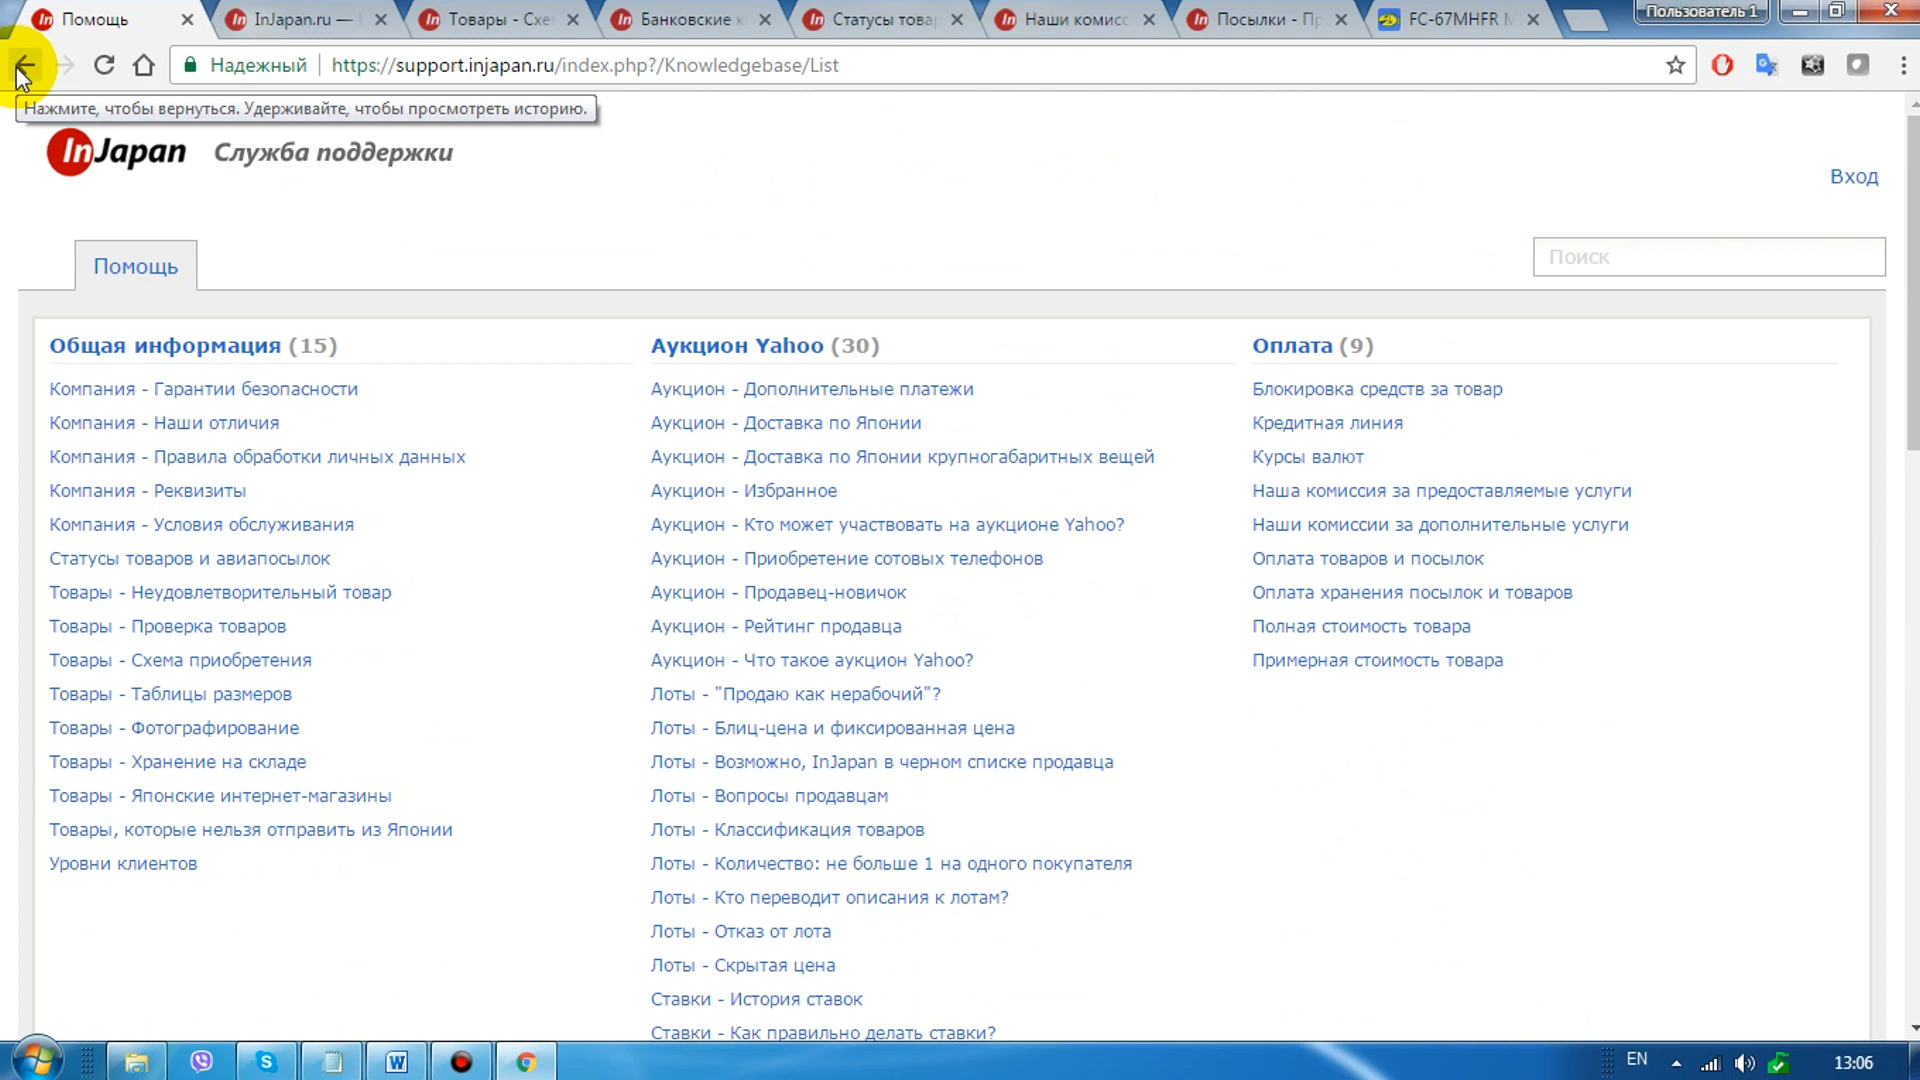 Помощь
InJapan.ru —
Товары - Схе
Банковские к
Статусы това
Наши комисс
Посылки - Пр
FC-67MHFR M
Пользователь 1
Надежный
https://support.injapan.ru/index.php?/Knowledgebase/List
Нажмите, чтобы вернуться. Удерживайте, чтобы просмотреть историю.
InJapan
Служба поддержки
Вход
Помощь
Поиск
Общая информация (15)
Компания - Гарантии безопасности
Компания - Наши отличия
Компания - Правила обработки личных данных
Компания - Реквизиты
Компания - Условия обслуживания
Статусы товаров и авиапосылок
Товары - Неудовлетворительный товар
Товары - Проверка товаров
Товары - Схема приобретения
Товары - Таблицы размеров
Товары - Фотографирование
Товары - Хранение на складе
Товары - Японские интернет-магазины
Товары, которые нельзя отправить из Японии
Уровни клиентов
Аукцион Yahoo (30)
Аукцион - Дополнительные платежи
Аукцион - Доставка по Японии
Аукцион - Доставка по Японии крупногабаритных вещей
Аукцион - Избранное
Аукцион - Кто может участвовать на аукционе Yahoo?
Аукцион - Приобретение сотовых телефонов
Аукцион - Продавец-новичок
Аукцион - Рейтинг продавца
Аукцион - Что такое аукцион Yahoo?
Лоты - "Продаю как нерабочий"?
Лоты - Блиц-цена и фиксированная цена
Лоты - Возможно, InJapan в черном списке продавца
Лоты - Вопросы продавцам
Лоты - Классификация товаров
Лоты - Количество: не больше 1 на одного покупателя
Лоты - Кто переводит описания к лотам?
Лоты - Отказ от лота
Лоты - Скрытая цена
Ставки - История ставок
Ставки - Как правильно делать ставки?
Оплата (9)
Блокировка средств за товар
Кредитная линия
Курсы валют
Наша комиссия за предоставляемые услуги
Наши комиссии за дополнительные услуги
Оплата товаров и посылок
Оплата хранения посылок и товаров
Полная стоимость товара
Примерная стоимость товара
EN
13:06